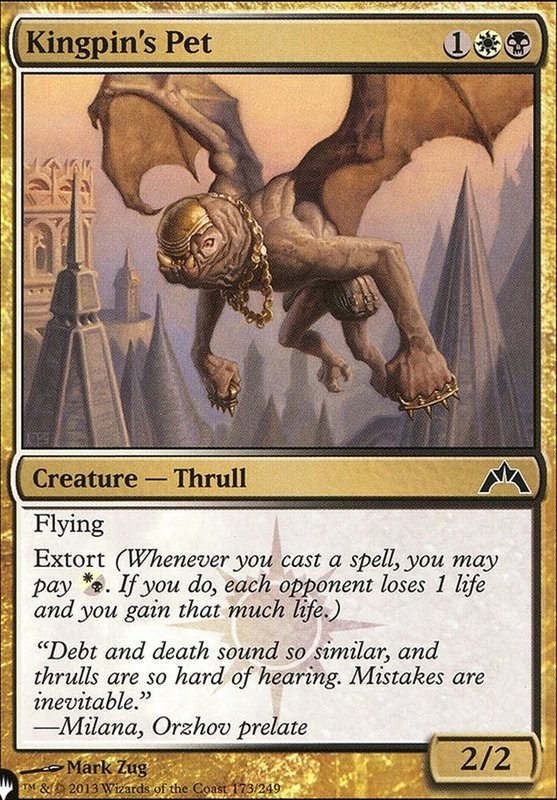 Kingpin's Pet 1
Creature — Thrull
Flying
Extort (Whenever you cast a spell, you may
pay . If you do, each opponent loses 1 life
and you gain that much life.)
“Debt and death sound so similar, and
thrulls are so hard of hearing. Mistakes are
inevitable.”
—Milana, Orzhov prelate
2/2
Mark Zug
™ & © 2013 Wizards of the Coast 173/249